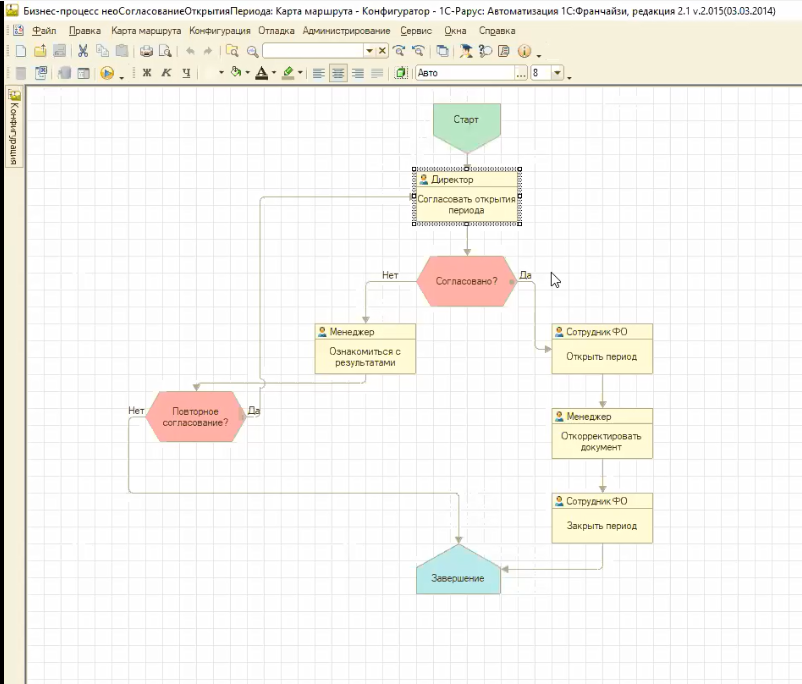 Бизнес-процесс неоСогласованиеОткрытияПериода: Карта маршрута - Конфигуратор - 1С-Рарус: Автоматизация 1С:Франчайзи, редакция 2.1 v.2.015(03.03.2014)
Файл Правка Карта маршрута Конфигурация Отладка Администрирование Сервис Окна Справка
Ж К Ч А Авто ... 8
Конфигурация
Старт
Директор
Согласовать открытия
периода
Согласовано?
Нет
Да
Менеджер
Ознакомиться с
результатами
Сотрудник ФО
Открыть период
Нет
Повторное
согласование?
Да
Менеджер
Откорректировать
документ
Сотрудник ФО
Закрыть период
Завершение